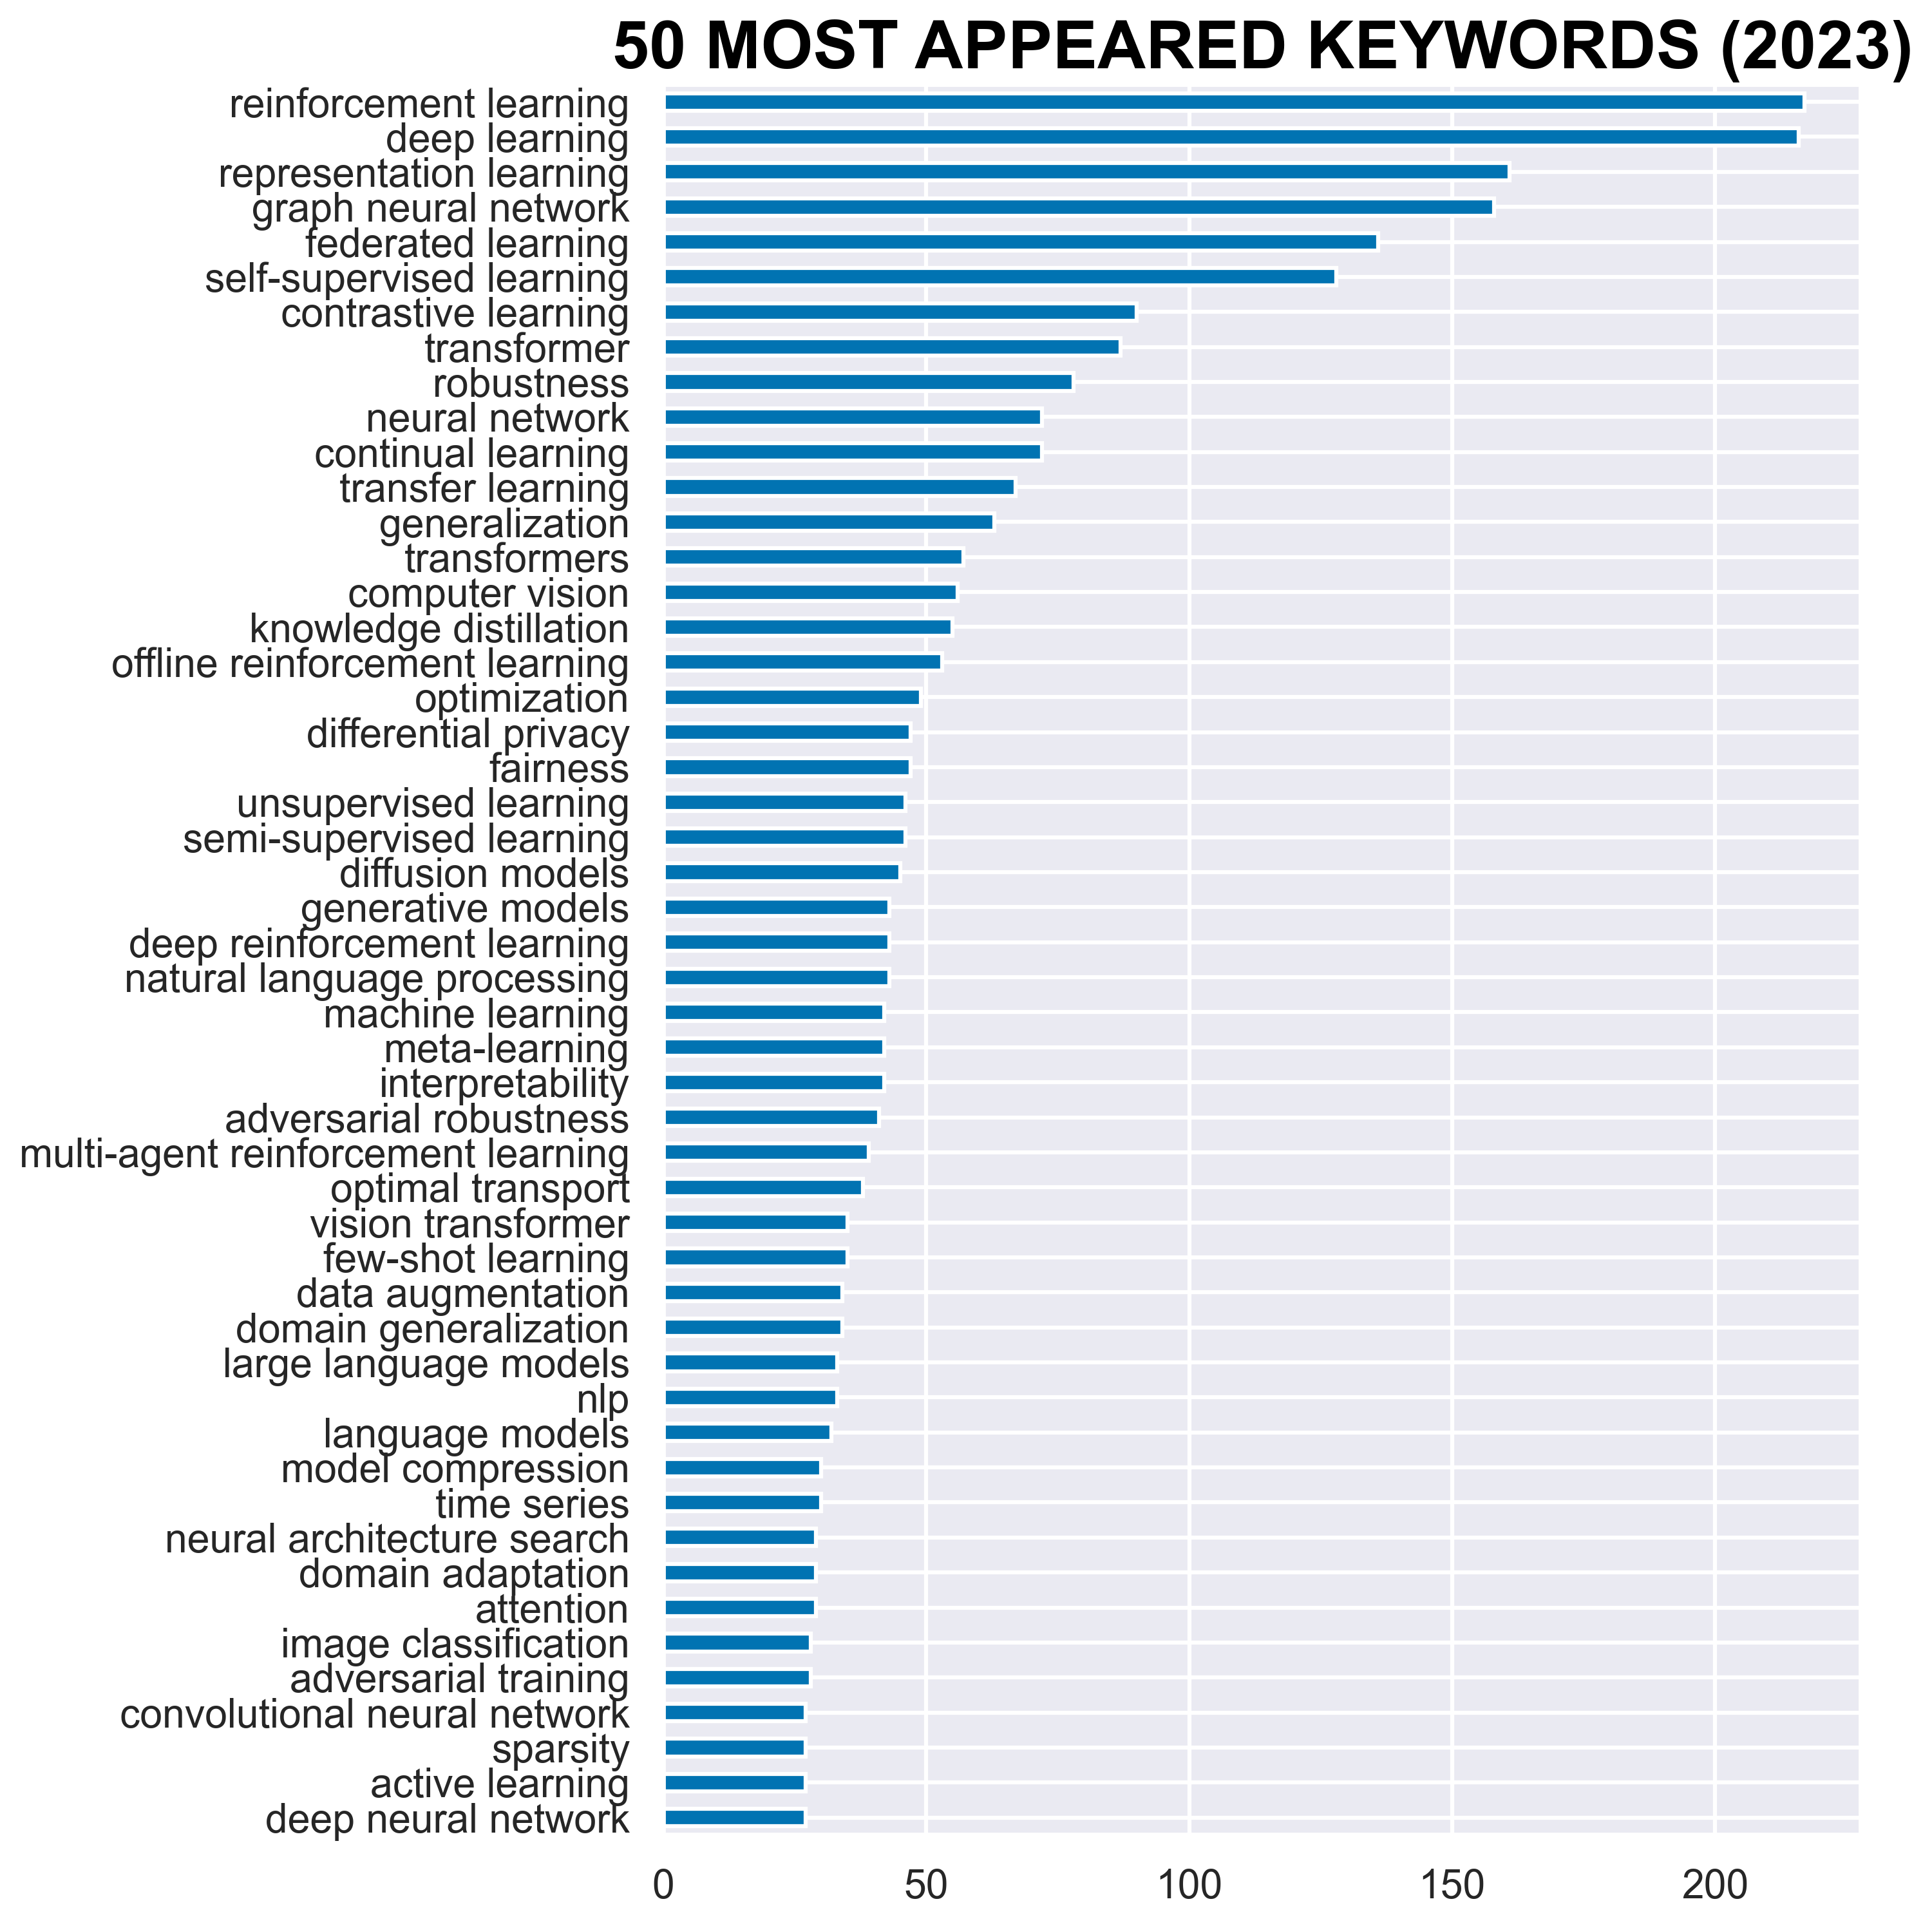 50 MOST APPEARED KEYWORDS (2023)
reinforcement learning
deep learning
representation learning
graph neural network
federated learning
self-supervised learning
contrastive learning
transformer
robustness
neural network
continual learning
transfer learning
generalization
transformers
computer vision
knowledge distillation
offline reinforcement learning
optimization
differential privacy
fairness
unsupervised learning
semi-supervised learning
diffusion models
generative models
deep reinforcement learning
natural language processing
machine learning
meta-learning
interpretability
adversarial robustness
multi-agent reinforcement learning
optimal transport
vision transformer
few-shot learning
data augmentation
domain generalization
large language models
nlp
language models
model compression
time series
neural architecture search
domain adaptation
attention
image classification
adversarial training
convolutional neural network
sparsity
active learning
deep neural network
0 50 100 150 200